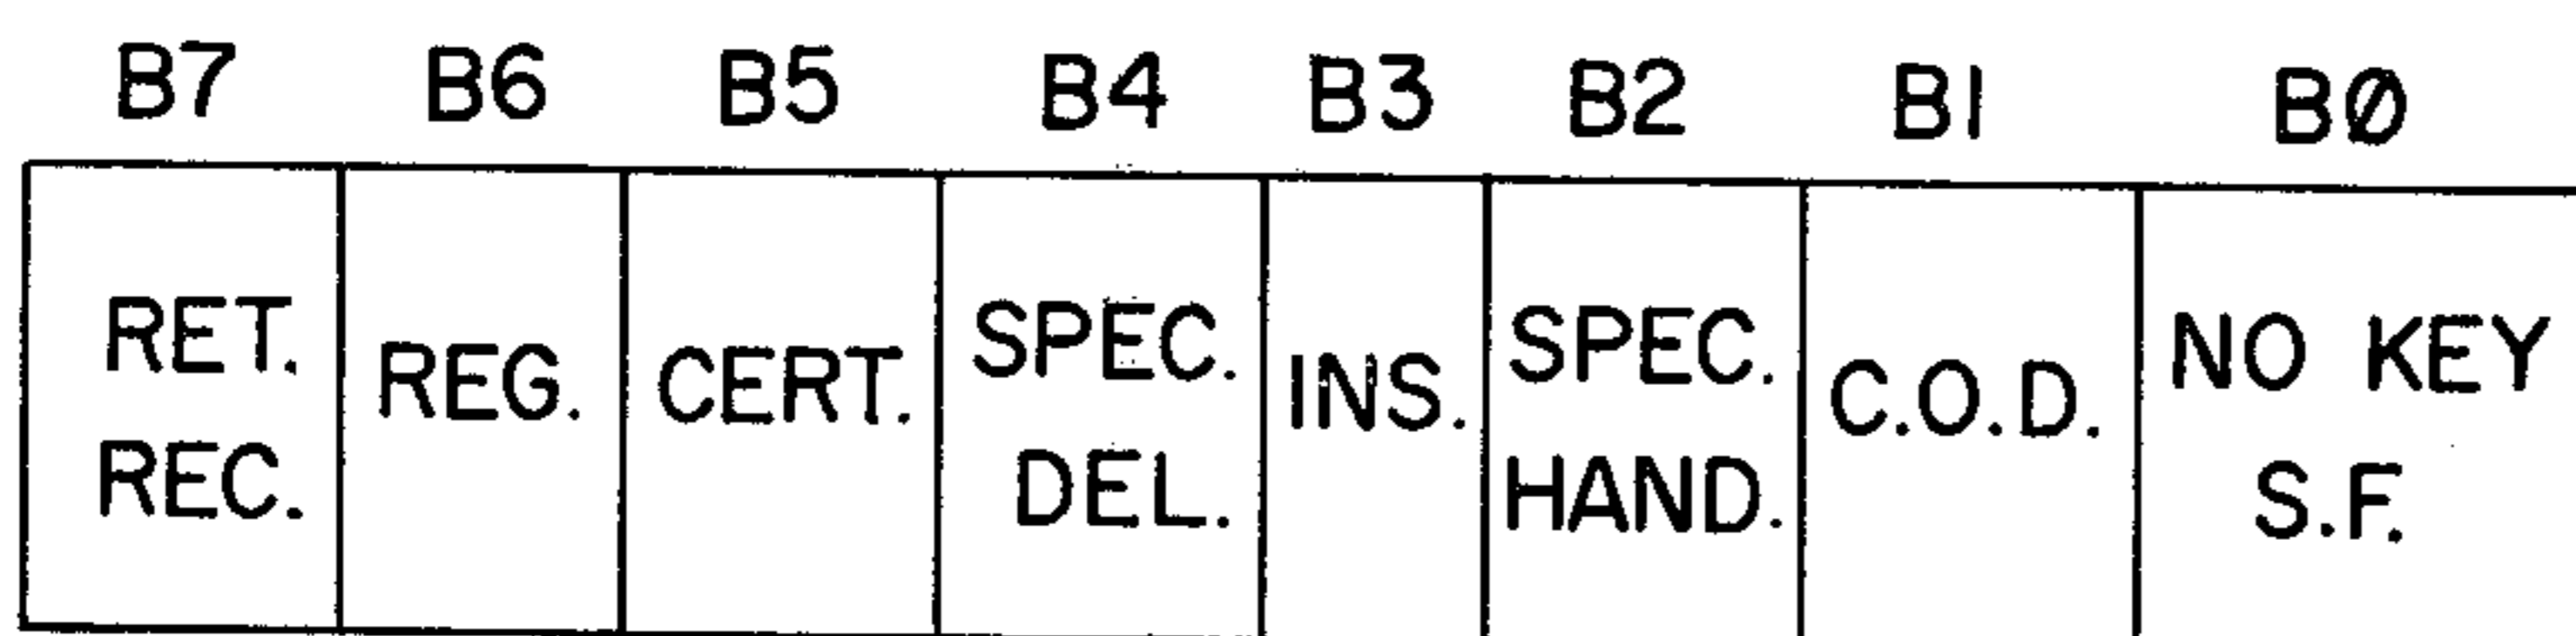 B7 B6 B5 B4 B3 B2 B1 BØ
RET. REC. REG. CERT. SPEC. DEL. INS. SPEC. HAND. C.O.D. NO KEY S.F.